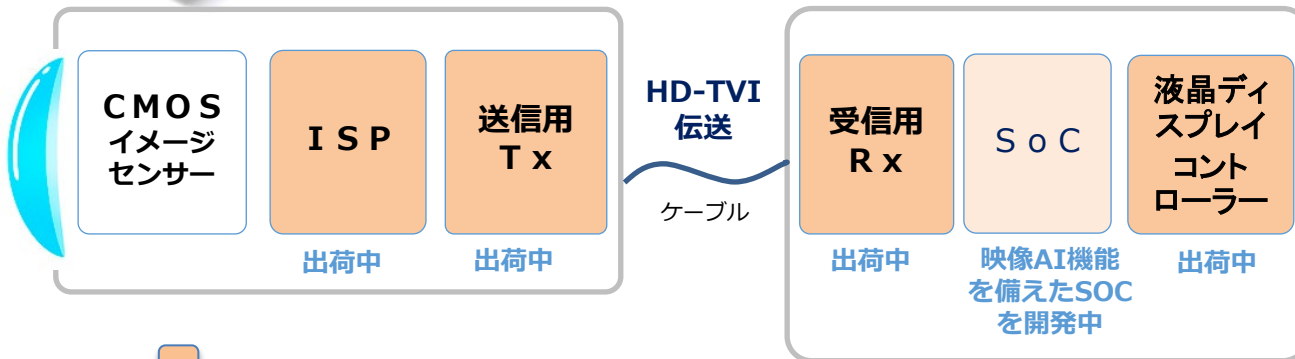 ＣＭＯＳ
イメージ
センサー
ＩＳＰ
送信用
Ｔｘ
HD-TVI
伝送
ケーブル
受信用
Ｒｘ
ＳｏＣ
液晶ディ
スプレイ
コント
ローラー
出荷中
出荷中
出荷中
映像AI機能
を備えたSOC
を開発中
出荷中